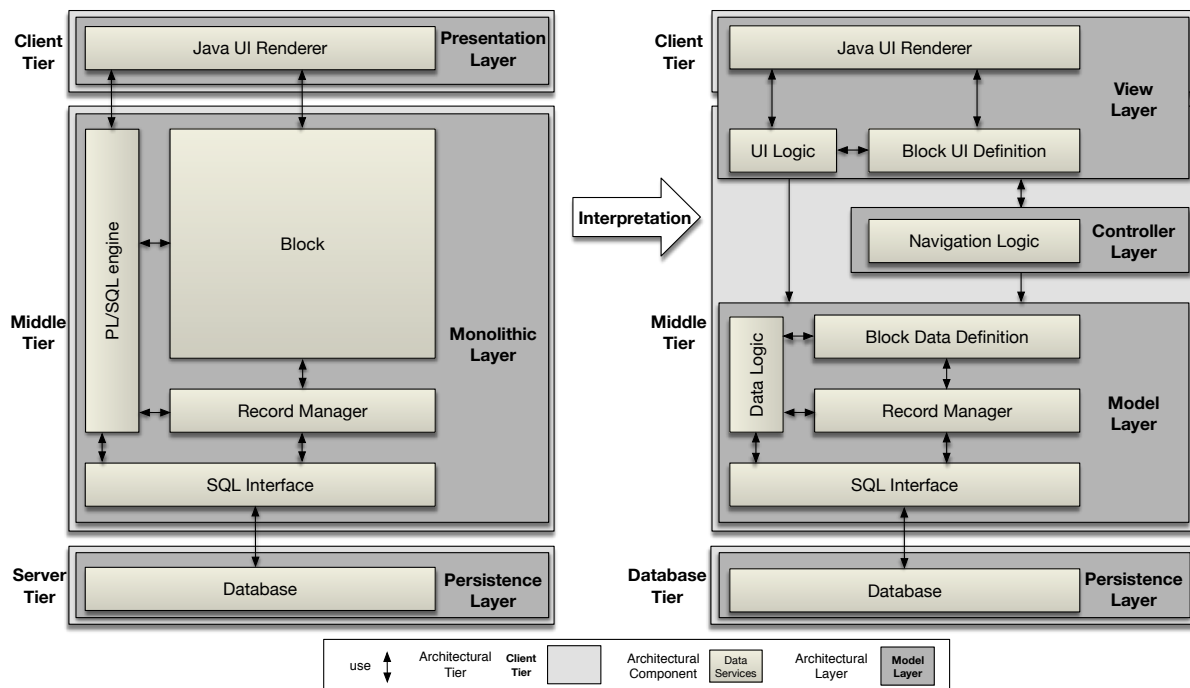 Client
Tier
Java UI Renderer
Presentation
Layer
Middle
Tier
PL/SQL engine
Block
Monolithic
Layer
Record Manager
SQL Interface
Server
Tier
Database
Persistence
Layer
Interpretation
Client
Tier
Java UI Renderer
View
Layer
UI Logic
Block UI Definition
Navigation Logic
Controller
Layer
Middle
Tier
Data Logic
Block Data Definition
Record Manager
Model
Layer
SQL Interface
Database
Tier
Database
Persistence
Layer
use
Architectural
Tier
Client
Tier
Architectural
Component
Data
Services
Architectural
Layer
Model
Layer